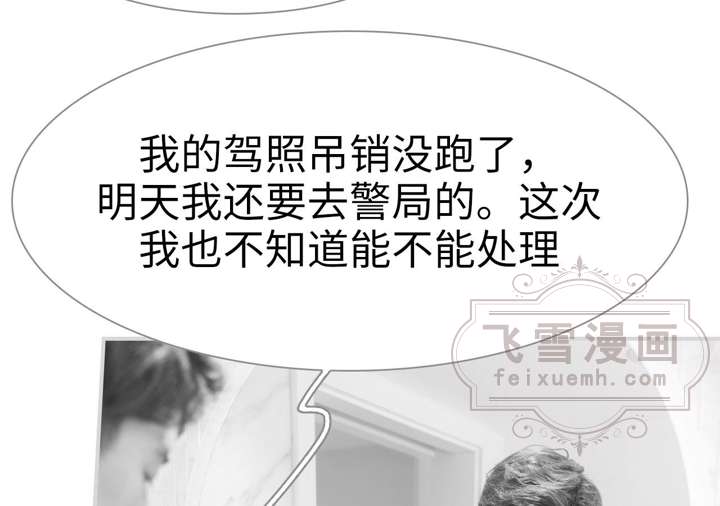 我的驾照吊销没跑了，
明天我还要去警局的。这次
我也不知道能不能处理
飞雪漫画
feixuemh.com